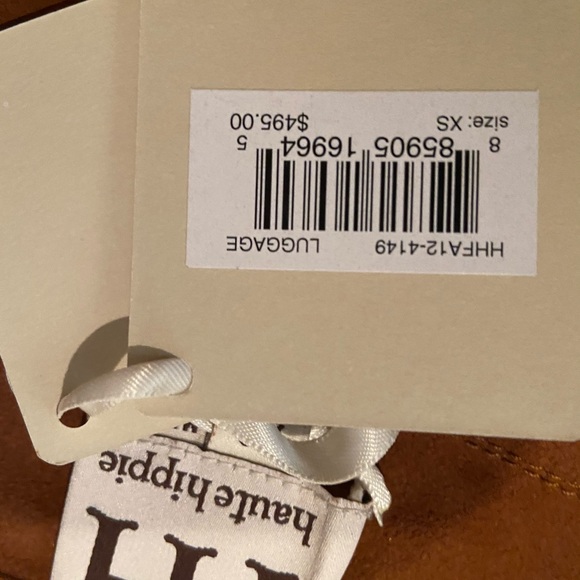 HHFA12-4149 LUGGAGE
8 85905 16964 5
size: XS $495.00
haute hippie
HH